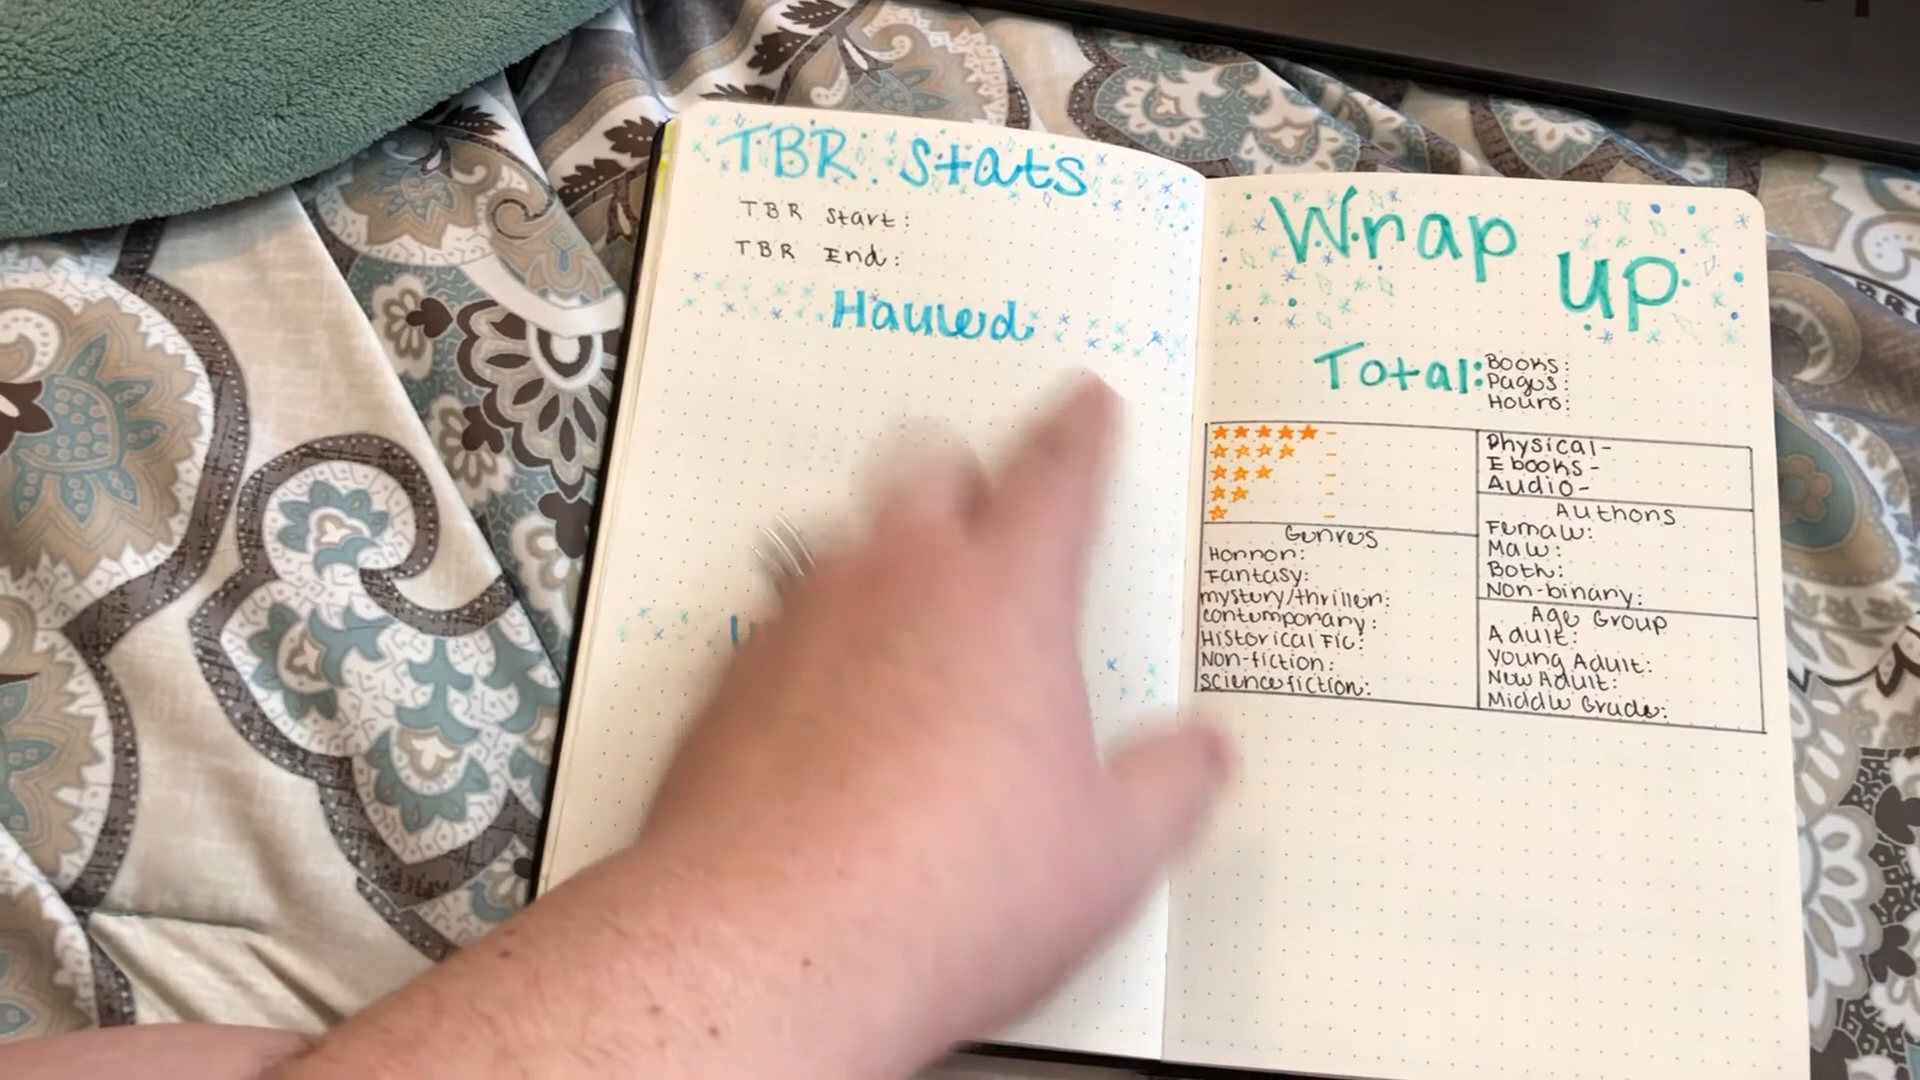 TBR Stats
TBR Start:
TBR End:
Hauled
Wrap
up
Total:
Books:
Pages:
Hours:
Physical-
Ebooks-
Audio-
Authors
Female:
Male:
Both:
Non-binary:
Genres
Horror:
Fantasy:
mystery/thriller:
contemporary:
Historical Fic:
Non-fiction:
science fiction:
Age Group
Adult:
Young Adult:
New Adult:
Middle Grade: